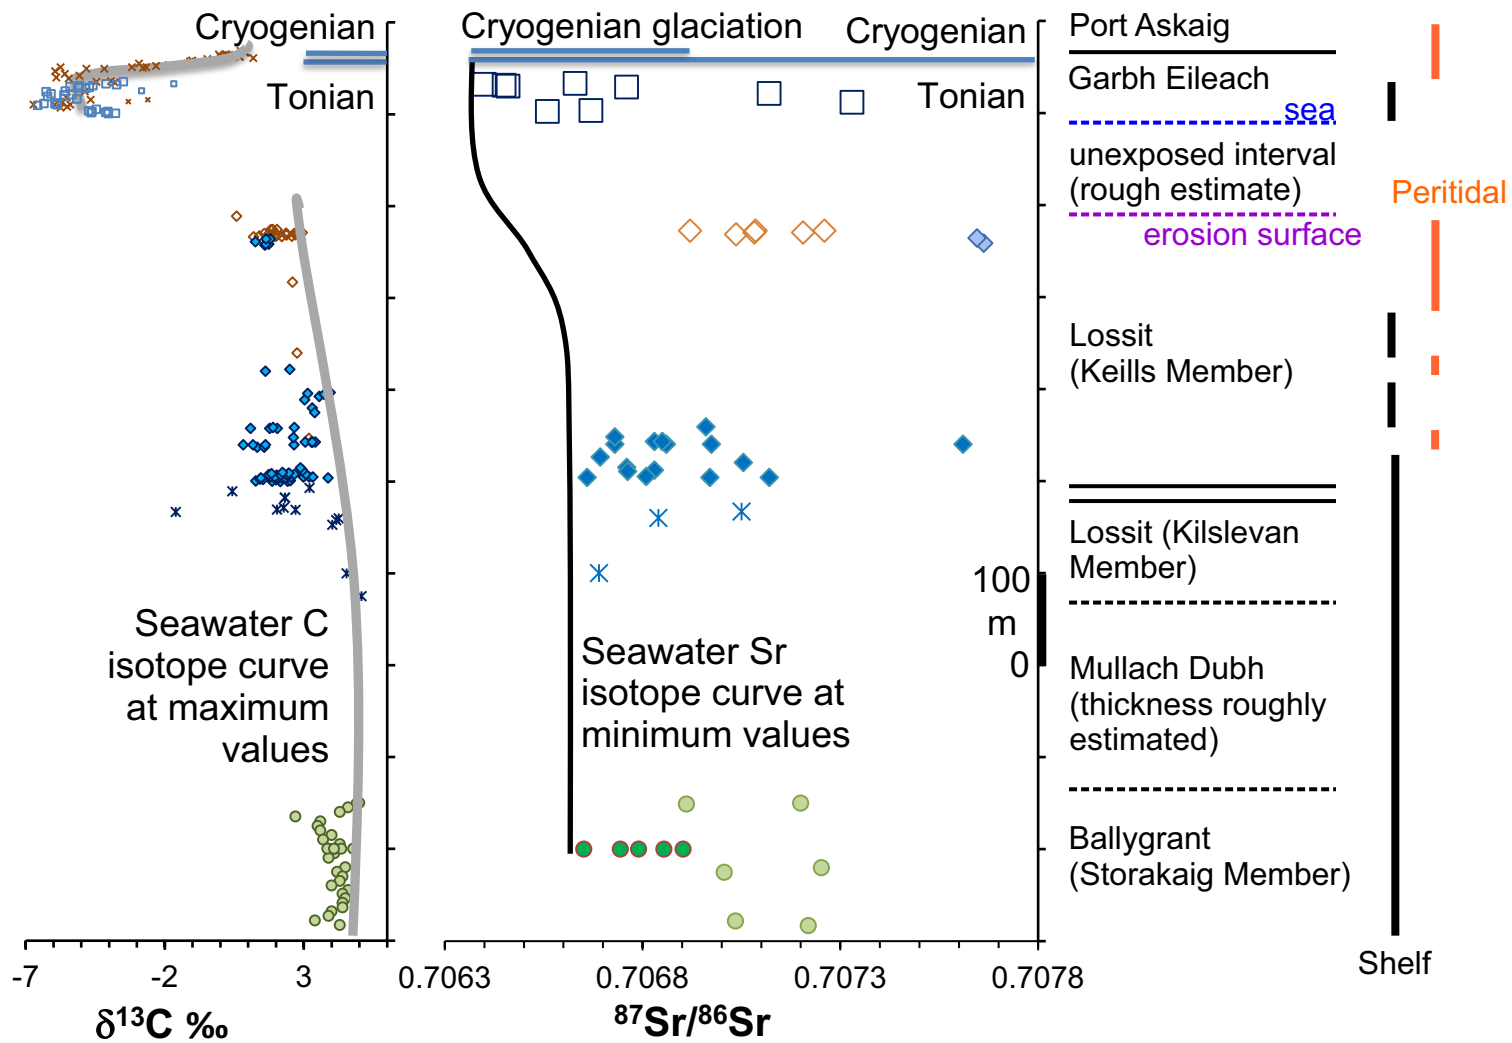 Cryogenian
Tonian
Seawater C
isotope curve
at maximum
values
-7
-2
3
δ13C ‰
Cryogenian glaciation
Cryogenian
Tonian
Seawater Sr
isotope curve at
minimum values
100
m
0
0.7063
0.7068
0.7073
0.7078
87Sr/86Sr
Port Askaig
Garbh Eileach
sea
unexposed interval
(rough estimate)
erosion surface
Lossit
(Keills Member)
Lossit (Kilslevan
Member)
Mullach Dubh
(thickness roughly
estimated)
Ballygrant
(Storakaig Member)
Peritidal
Shelf